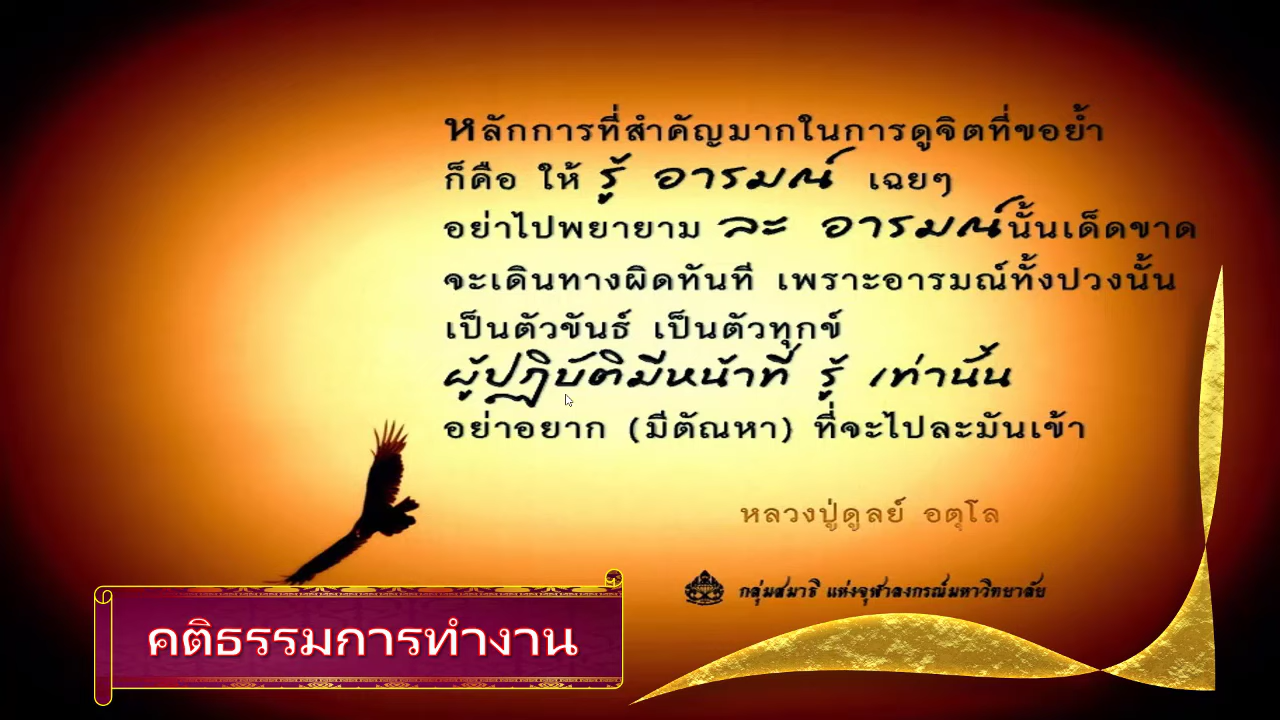 หลักการที่สำคัญมากในการดูจิตที่ขอย้ำ
ก็คือ ให้ รู้ อารมณ์ เฉยๆ
อย่าไปพยายาม ละ อารมณ์นั้นเด็ดขาด
จะเดินทางผิดทันที เพราะอารมณ์ทั้งปวงนั้น
เป็นตัวขันธ์ เป็นตัวทุกข์
ผู้ปฏิบัติมีหน้าที่ รู้ เท่านั้น
อย่าอยาก (มีตัณหา) ที่จะไปละมันเข้า
หลวงปู่ดูลย์ อตุโล
กลุ่มสมาธิ แห่งจุฬาลงกรณ์มหาวิทยาลัย
คติธรรมการทำงาน